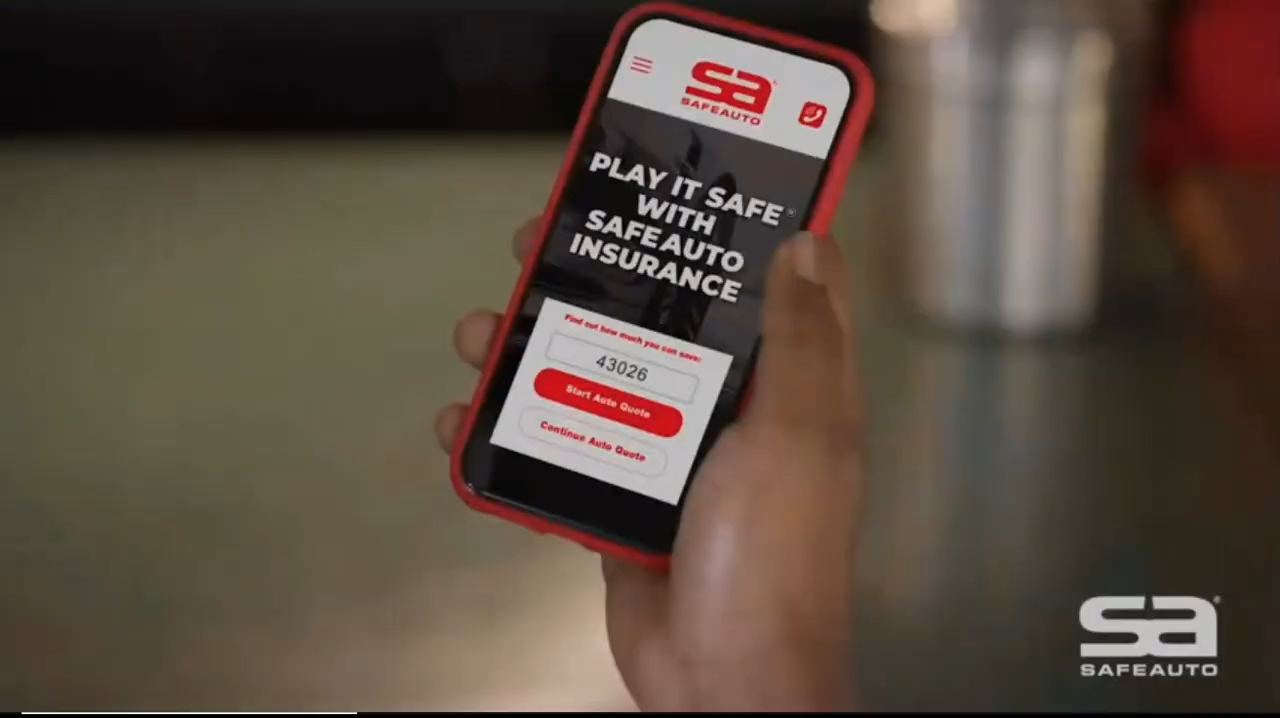 sa
SAFEAUTO
PLAY IT SAFE®
WITH
SAFEAUTO
INSURANCE
Find out how much you can save:
43026
Start Auto Quote
Continue Auto Quote
sa®
SAFEAUTO